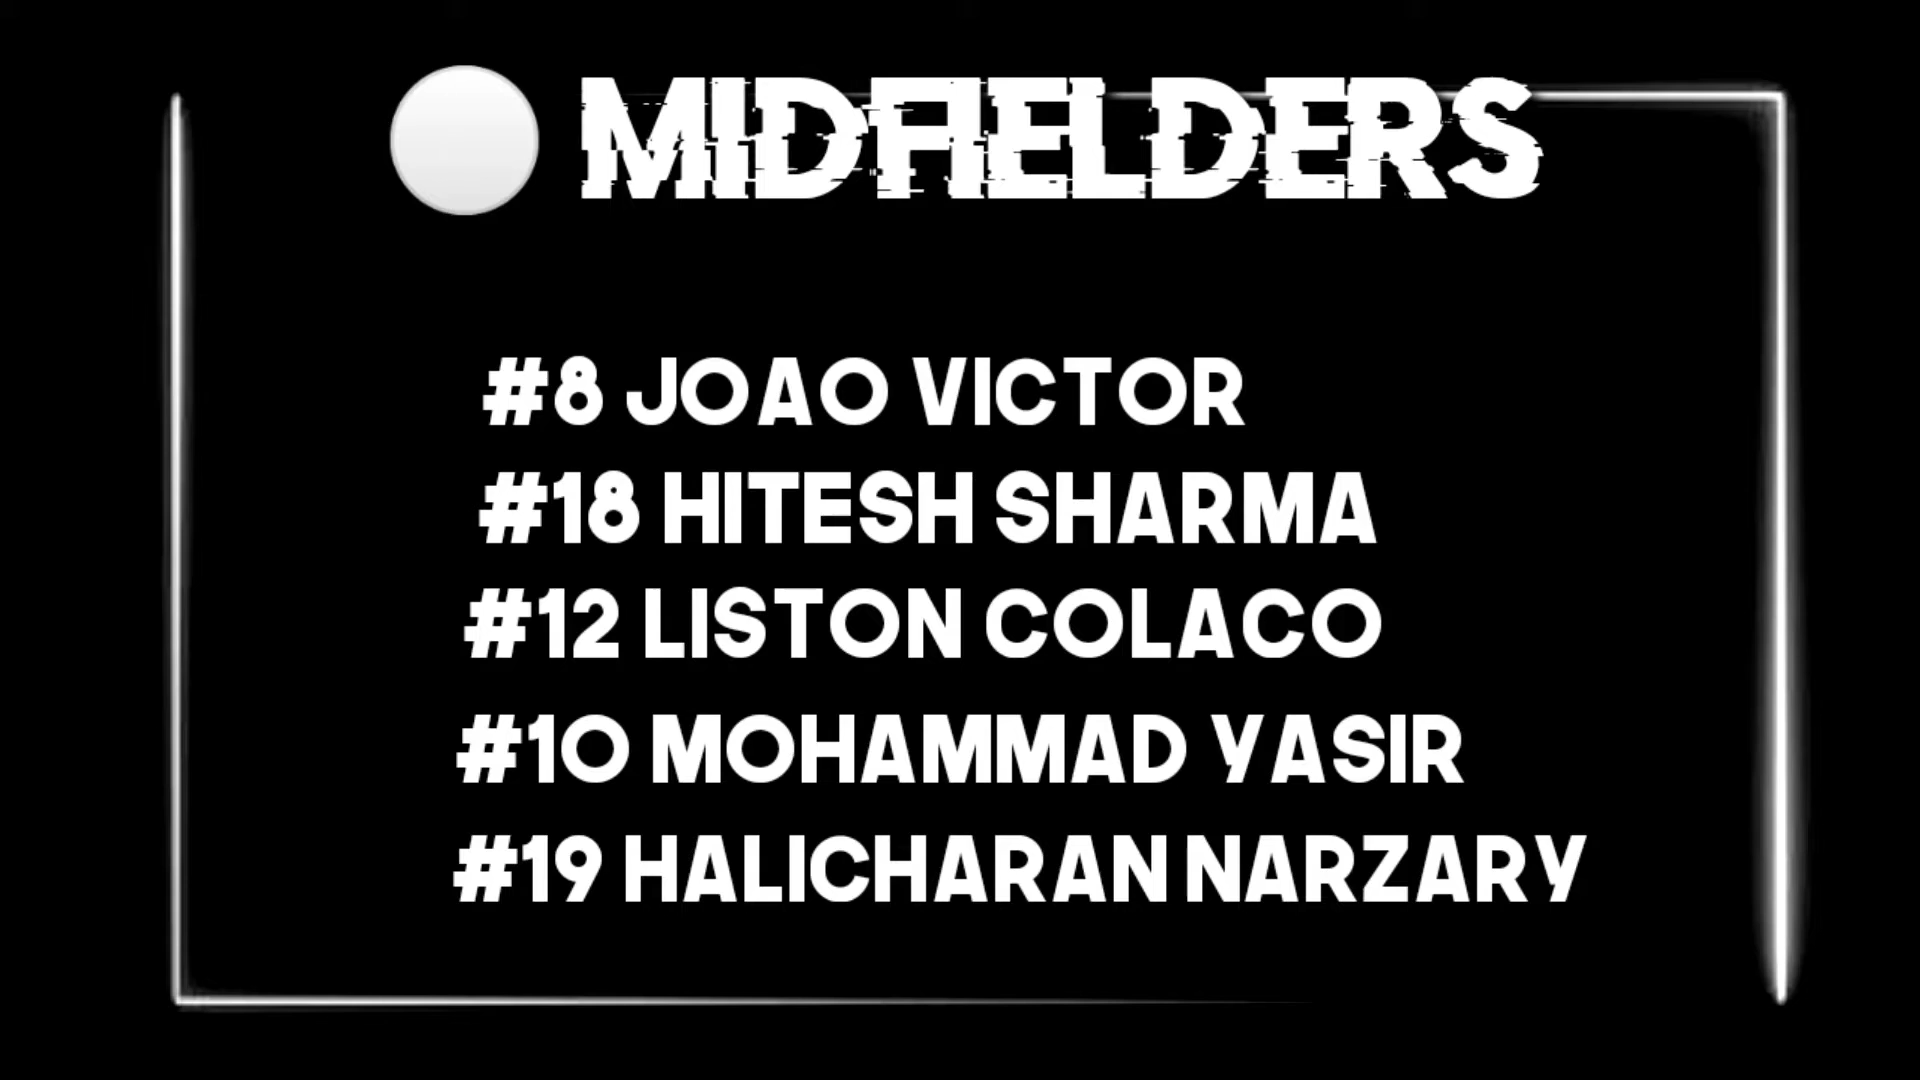 MIDFIELDERS
#8 JOAO VICTOR
#18 HITESH SHARMA
#12 LISTON COLACO
#10 MOHAMMAD YASIR
#19 HALICHARAN NARZARY